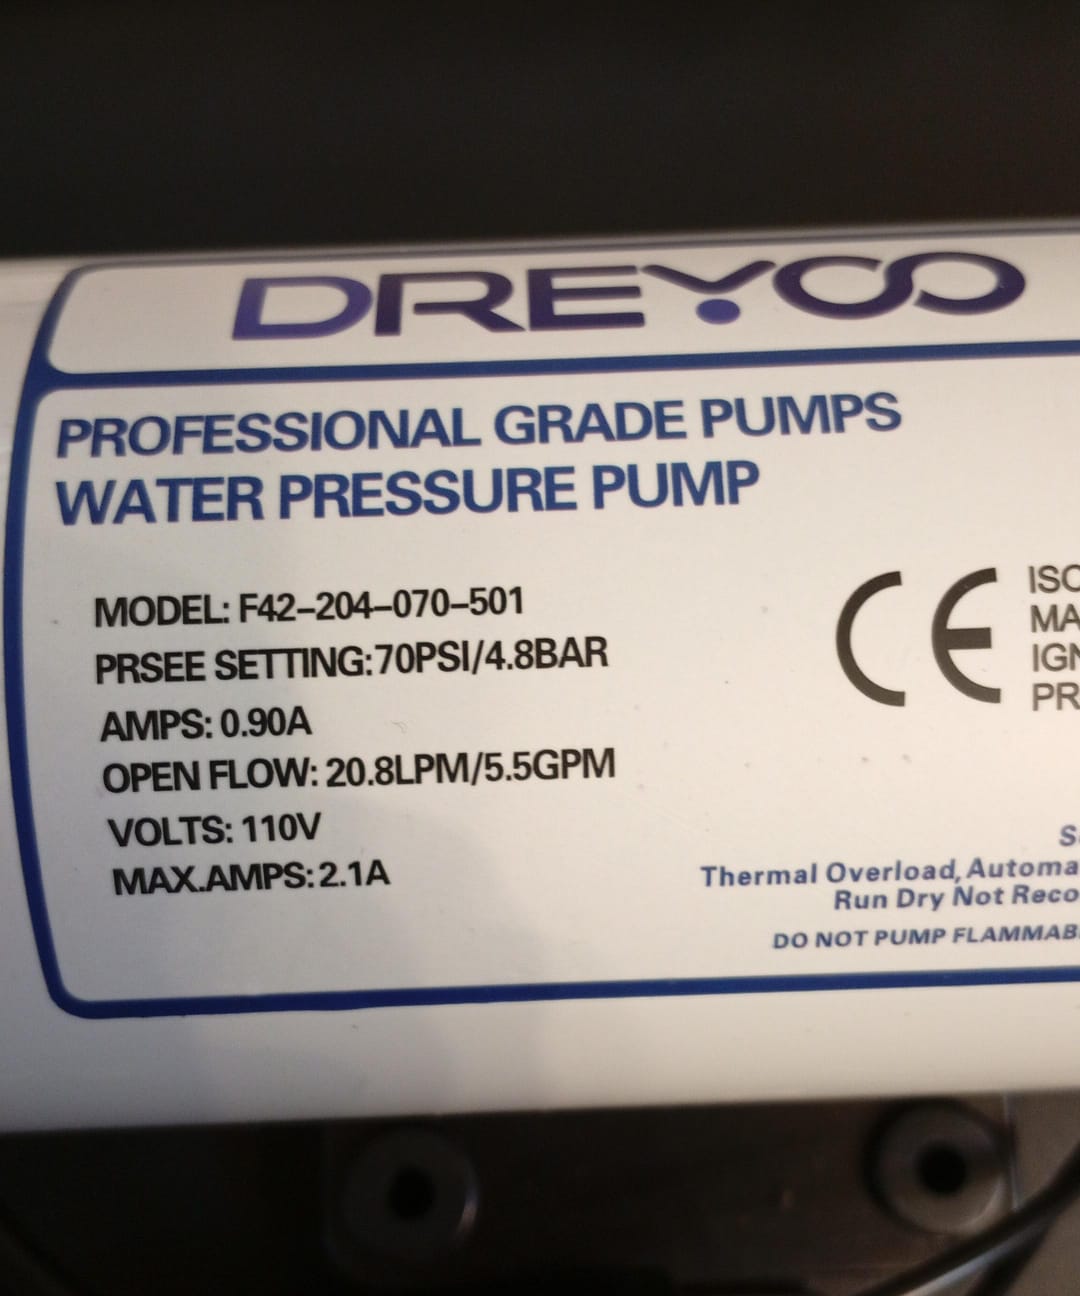 DREYCO
PROFESSIONAL GRADE PUMPS
WATER PRESSURE PUMP
MODEL: F42-204-070-501
PRSEE SETTING:70PSI/4.8BAR
AMPS: 0.90A
OPEN FLOW: 20.8LPM/5.5GPM
VOLTS: 110V
MAX.AMPS:2.1A
CE
Thermal Overload,
Run Dry Not
DO NOT PUMP